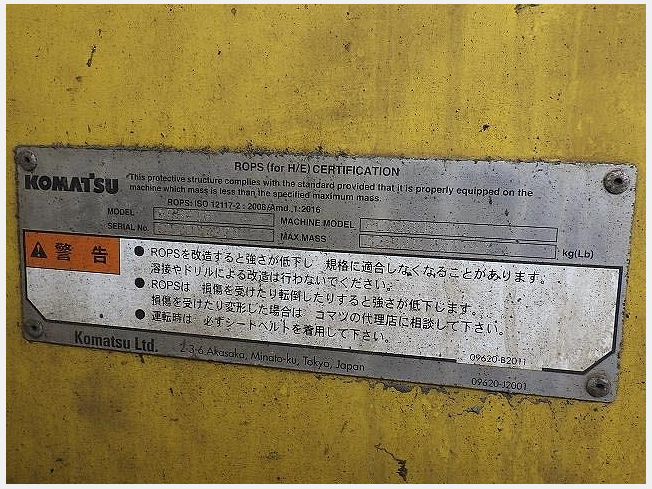 ROPS (for H/E) CERTIFICATION
KOMATSU
This protective structure complies with the standard provided that it is properly equipped on the
machine which mass is less than the specified maximum mass.
ROPS: ISO 12117-2 : 2008/Amd .1:2016
MODEL
MACHINE MODEL
SERIAL No.
MAX.MASS
kg(Lb)
警 告
● ROPSを改造すると強さが低下し 規格に適合しなくなることがあります。
溶接やドリルによる改造は行わないでください。
● ROPSは 損傷を受けたり転倒したりすると強さが低下します。
損傷を受けたり変形した場合は コマツの代理店に相談して下さい。
● 運転時は 必ずシートベルトを着用して下さい。
09620-B2011
Komatsu Ltd. 2-3-6 Akasaka, Minato-ku, Tokyo, Japan
09620-J2001